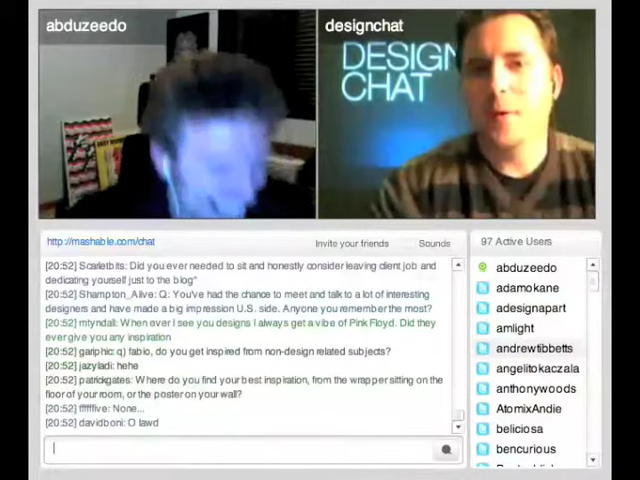 abduzeedo
designchat
DESIGN
CHAT
http://mashable.com/chat
Invite your friends
Sounds
97 Active Users
[20:52] Scarletbits: Did you ever needed to sit and honestly consider leaving client job and
dedicating yourself just to the blog"
[20:52] Shampton_Alive: Q: You've had the chance to meet and talk to a lot of interesting
designers and have made a big impression U.S. side. Anyone you remember the most?
[20:52] mtyndall: When ever I see you designs I always get a vibe of Pink Floyd. Did they
ever give you any inspiration
[20:52] gariphic: q) fabio, do you get inspired from non-design related subjects?
[20:52] jazyladi: hehe
[20:52] patrickgates: Where do you find your best inspiration, from the wrapper sitting on the
floor of your room, or the poster on your wall?
[20:52] ffffffive: None...
[20:52] davidboni: O lawd
abduzeedo
adamokane
adesignapart
amlight
andrewtibbetts
angelitokaczala
anthonywoods
AtomixAndie
beliciosa
bencurious